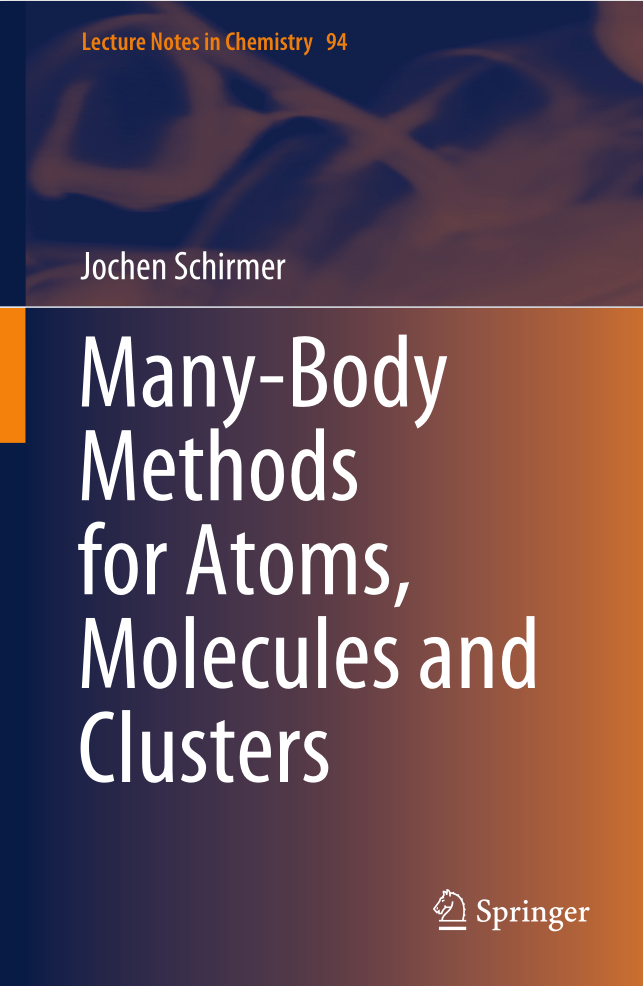 Lecture Notes in Chemistry 94
Jochen Schirmer
Many-Body
Methods
for Atoms,
Molecules and
Clusters
Springer